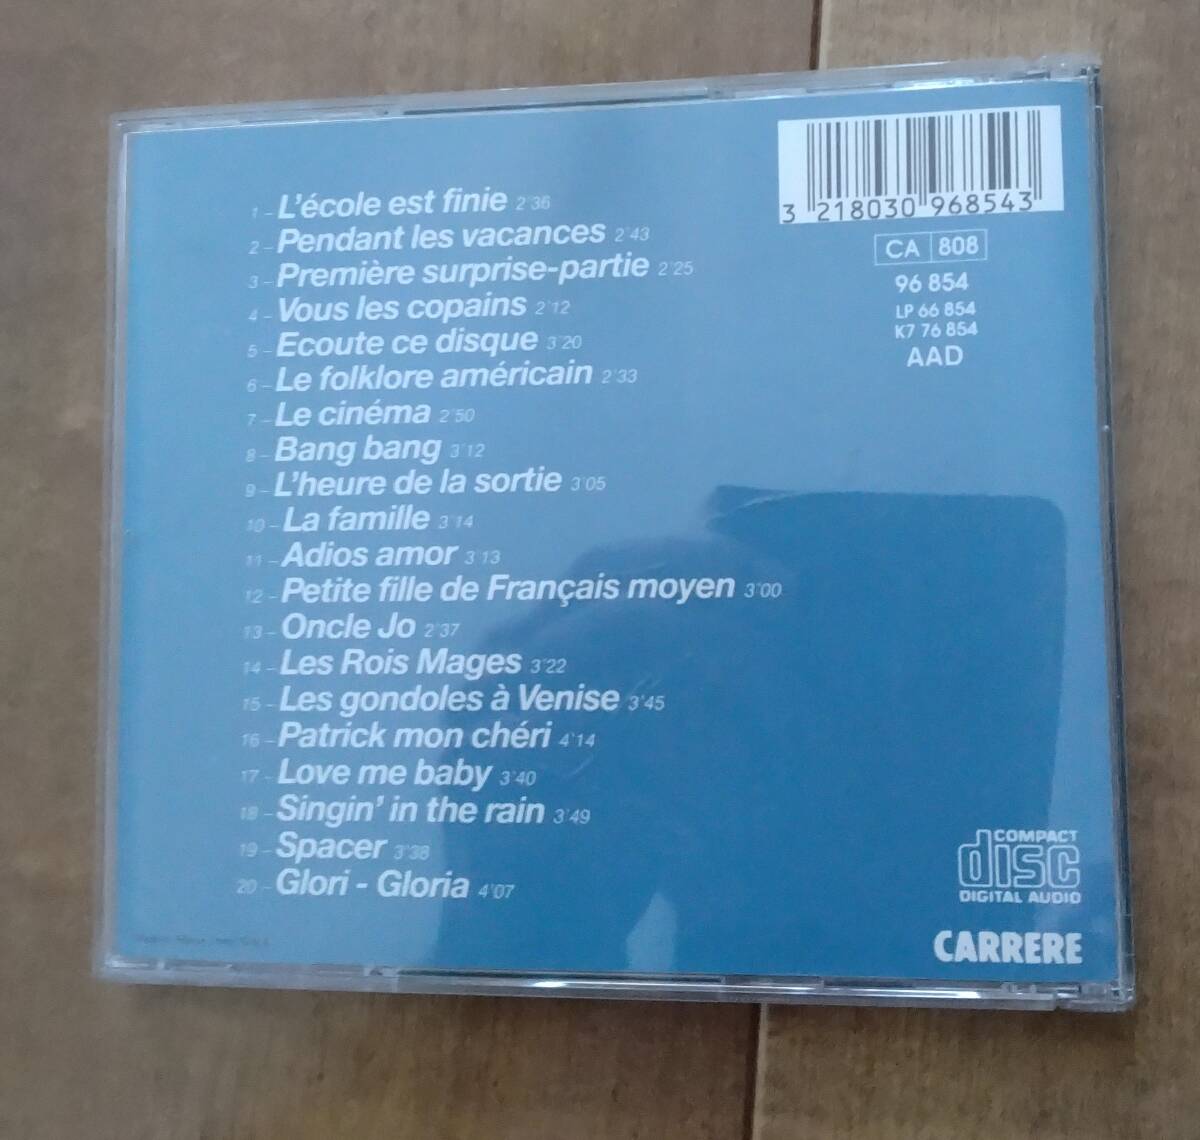 1 - L'école est finie 2'36
2 - Pendant les vacances 2'43
3 - Première surprise-partie 2'25
4 - Vous les copains 2'12
5 - Ecoute ce disque 3'20
6 - Le folklore américain 2'33
7 - Le cinéma 2'50
8 - Bang bang 3'12
9 - L'heure de la sortie 3'05
10 - La famille 3'14
11 - Adios amor 3'13
12 - Petite fille de Français moyen 3'00
13 - Oncle Jo 2'37
14 - Les Rois Mages 3'22
15 - Les gondoles à Venise 3'45
16 - Patrick mon chéri 4'14
17 - Love me baby 3'40
18 - Singin' in the rain 3'49
19 - Spacer 3'38
20 - Glori - Gloria 4'07
3 218030 968543
CA 808
96 854
LP 66 854
K7 76 854
AAD
COMPACT
disc
DIGITAL AUDIO
CARRERE